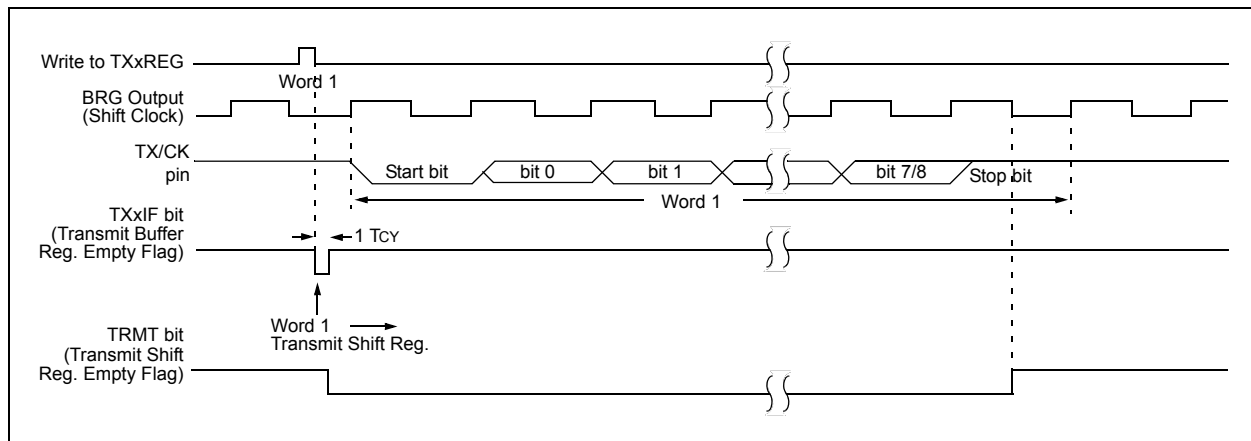 Write to TXxREG
Word 1
BRG Output
(Shift Clock)
TX/CK
pin
Start bit
bit 0
bit 1
bit 7/8
Stop bit
Word 1
TXxIF bit
(Transmit Buffer
Reg. Empty Flag)
1 TCY
Word 1
Transmit Shift Reg.
TRMT bit
(Transmit Shift
Reg. Empty Flag)